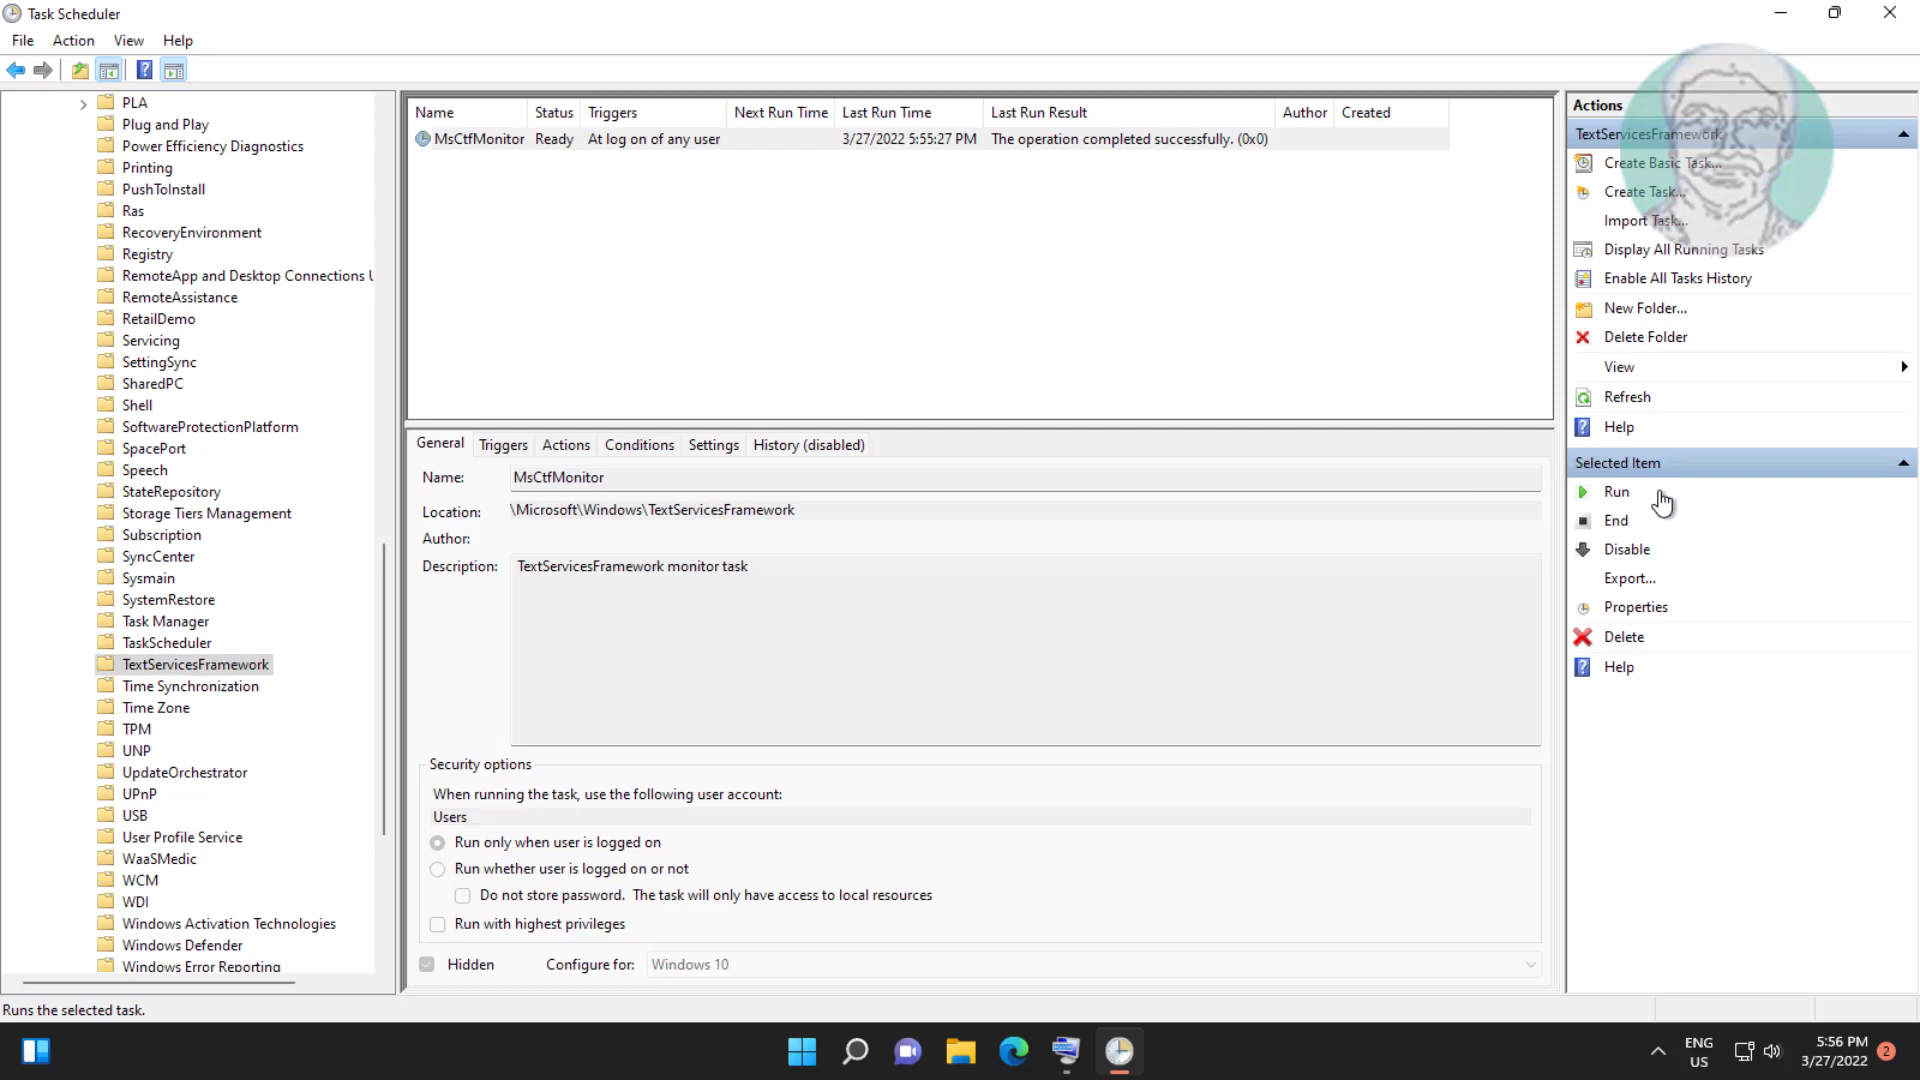 Task Scheduler
File Action View Help
PLA
Plug and Play
Power Efficiency Diagnostics
Printing
PushToInstall
Ras
RecoveryEnvironment
Registry
RemoteApp and Desktop Connections U
RemoteAssistance
RetailDemo
Servicing
SettingSync
SharedPC
Shell
SoftwareProtectionPlatform
SpacePort
Speech
StateRepository
Storage Tiers Management
Subscription
SyncCenter
Sysmain
SystemRestore
Task Manager
TaskScheduler
TextServicesFramework
Time Synchronization
Time Zone
TPM
UNP
UpdateOrchestrator
UPnP
USB
User Profile Service
WaaSMedic
WCM
WDI
Windows Activation Technologies
Windows Defender
Windows Error Reporting
Name Status Triggers Next Run Time Last Run Time Last Run Result Author Created
MsCtfMonitor Ready At log on of any user 3/27/2022 5:55:27 PM The operation completed successfully. (0x0)
General Triggers Actions Conditions Settings History (disabled)
Name: MsCtfMonitor
Location: \Microsoft\Windows\TextServicesFramework
Author:
Description: TextServicesFramework monitor task
Security options
When running the task, use the following user account:
Users
Run only when user is logged on
Run whether user is logged on or not
Do not store password. The task will only have access to local resources
Run with highest privileges
Hidden Configure for: Windows 10
Actions
TextServicesFramework
Create Basic Task...
Create Task...
Import Task...
Display All Running Tasks
Enable All Tasks History
New Folder...
Delete Folder
View
Refresh
Help
Selected Item
Run
End
Disable
Export...
Properties
Delete
Help
Runs the selected task.
ENG
US
5:56 PM
3/27/2022
2